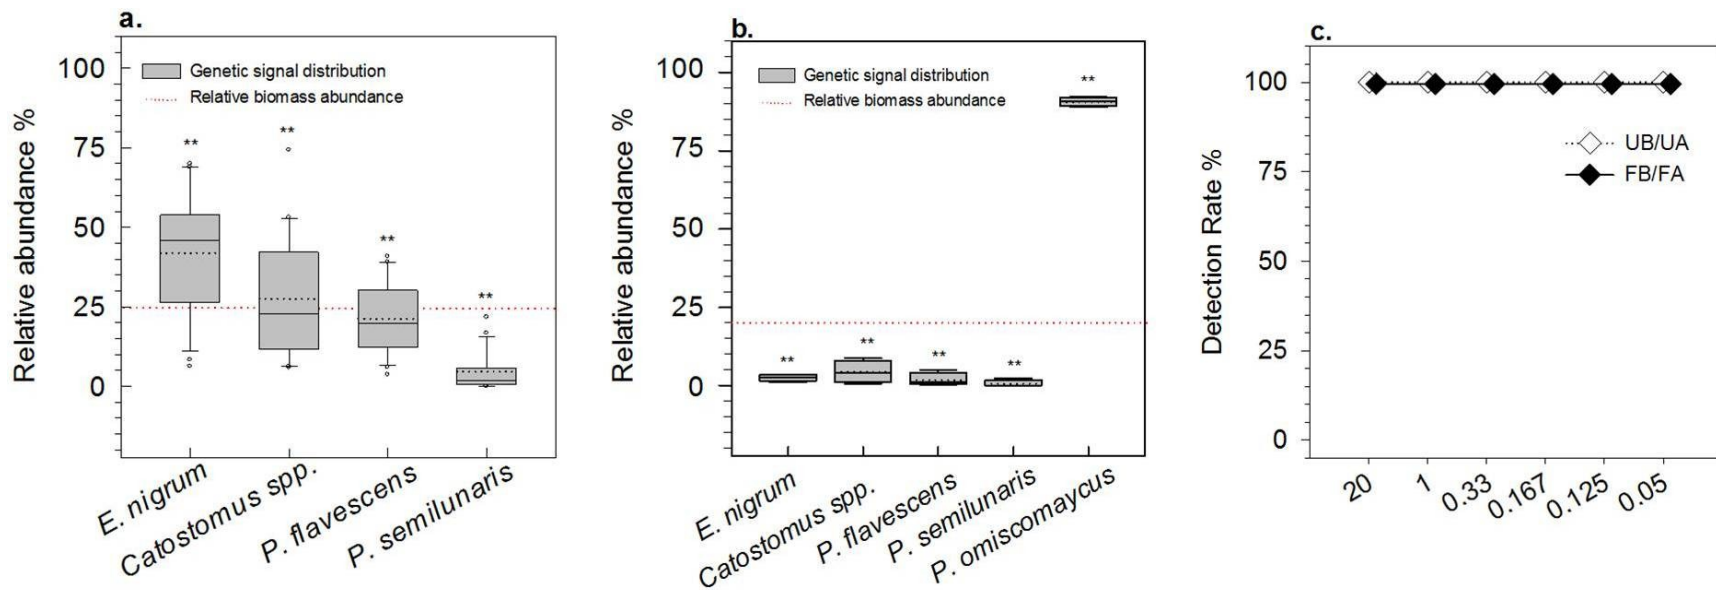 a.
Genetic signal distribution
Relative biomass abundance
Relative abundance %
100
75
50
25
0
E. nigrum
Catostomus spp.
P. flavescens
P. semilunaris
**
**
**
**
b.
Genetic signal distribution
Relative biomass abundance
Relative abundance %
100
75
50
25
0
E. nigrum
Catostomus spp.
P. flavescens
P. semilunaris
P. omiscomaycus
**
**
**
**
**
c.
Detection Rate %
100
75
50
25
0
UB/UA
FB/FA
20
1
0.33
0.167
0.125
0.05